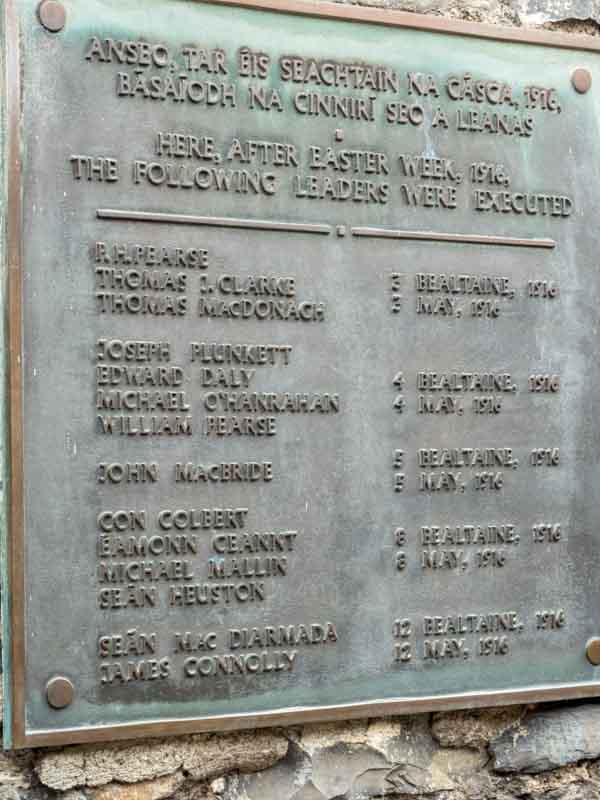 ANSEO, TAR ÉIS SEACHTAIN NA CÁSCA, 1916,
BÁSAÍODH NA CINNIRÍ SEO A LEANAS
HERE, AFTER EASTER WEEK, 1916,
THE FOLLOWING LEADERS WERE EXECUTED
P. H. PEARSE
THOMAS J. CLARKE 3 BEALTAINE, 1916
THOMAS MACDONAGH 3 MAY, 1916
JOSEPH PLUNKETT
EDWARD DALY 4 BEALTAINE, 1916
MICHAEL O'HANRAHAN 4 MAY, 1916
WILLIAM PEARSE
JOHN MACBRIDE 5 BEALTAINE, 1916
5 MAY, 1916
CON COLBERT
ÉAMONN CEANNT 8 BEALTAINE, 1916
MICHAEL MALLIN 8 MAY, 1916
SEÁN HEUSTON
SEÁN MAC DIARMADA 12 BEALTAINE, 1916
JAMES CONNOLLY 12 MAY, 1916